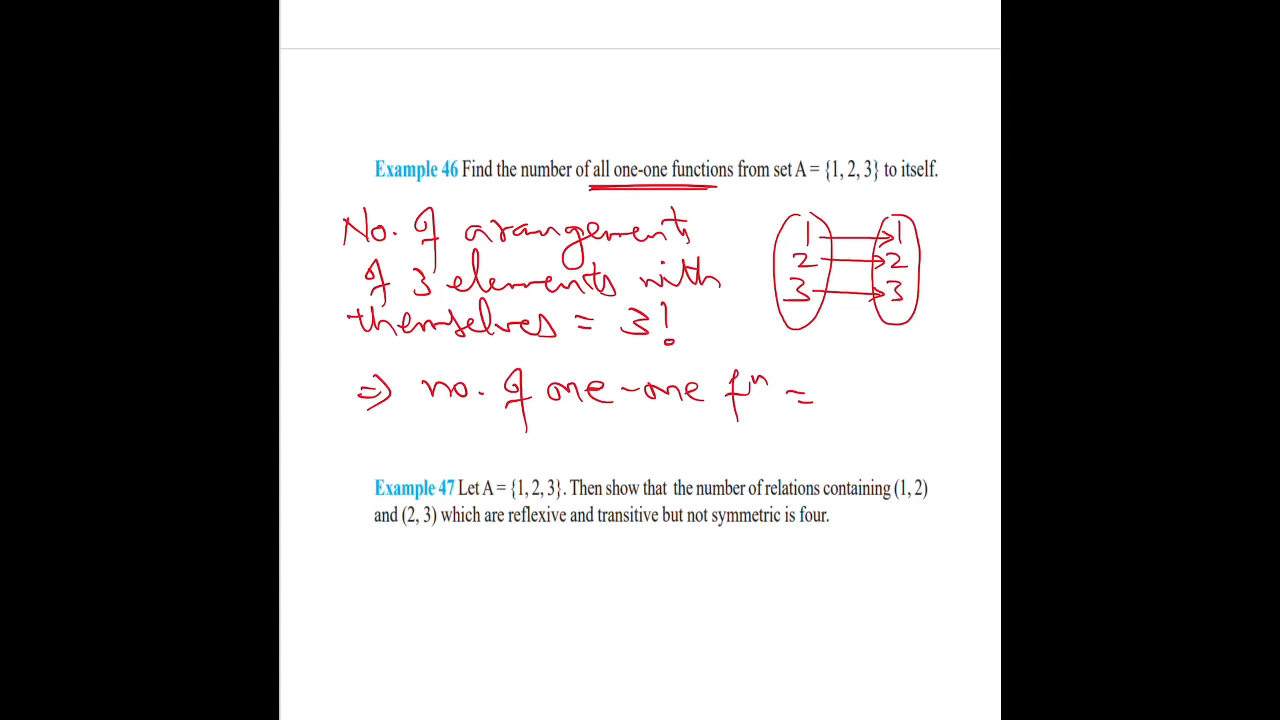 Example 46 Find the number of all one-one functions from set A = {1, 2, 3} to itself.
No. of arangements
of 3 elements with
themselves = 3!
1 1
2 2
3 3
⇒ no. of one-one fⁿ =
Example 47 Let A = {1, 2, 3}. Then show that the number of relations containing (1, 2)
and (2, 3) which are reflexive and transitive but not symmetric is four.